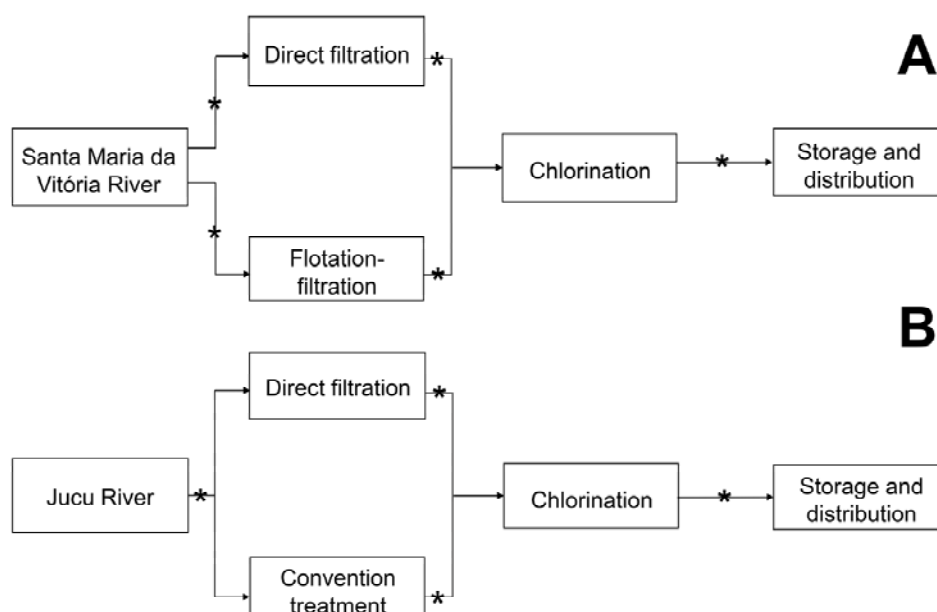 A
Direct filtration
Santa Maria da
Vitória River
Chlorination
Storage and
distribution
Flotation-
filtration
B
Direct filtration
Jucu River
Chlorination
Storage and
distribution
Convention
treatment